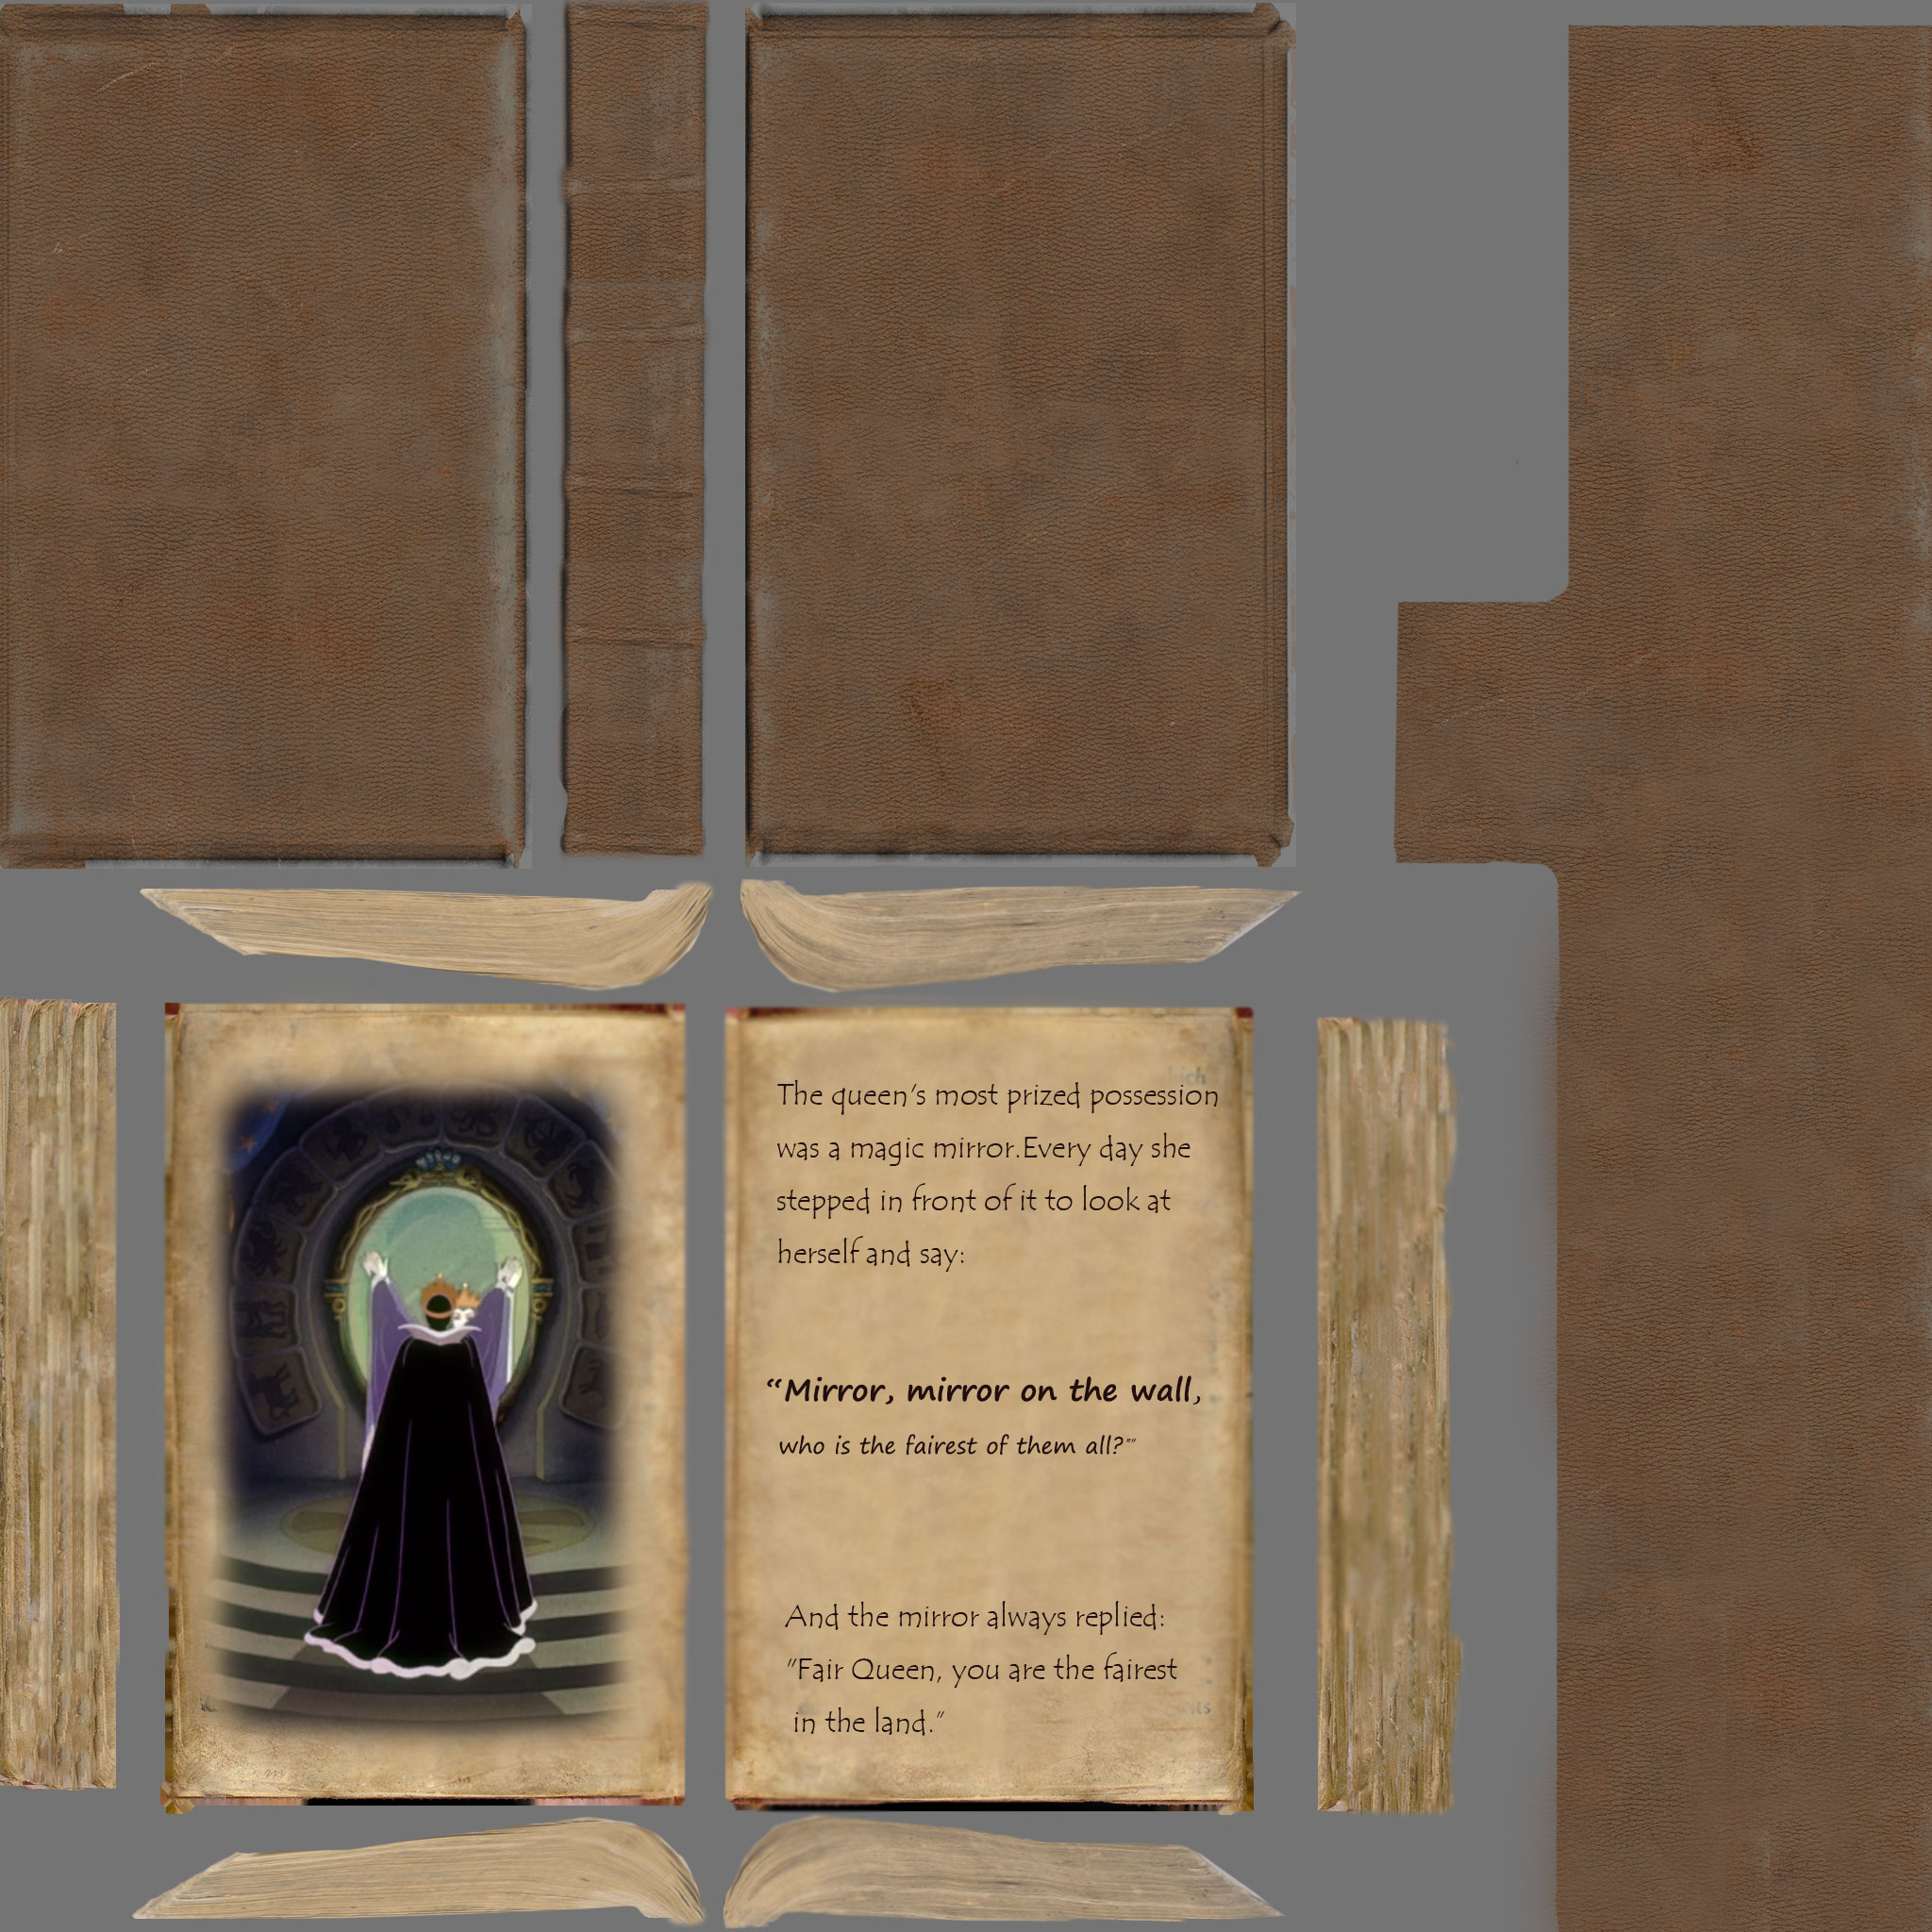 The queen's most prized possession
was a magic mirror.Every day she
stepped in front of it to look at
herself and say:
“Mirror, mirror on the wall,
who is the fairest of them all?”"
And the mirror always replied:
"Fair Queen, you are the fairest
in the land."